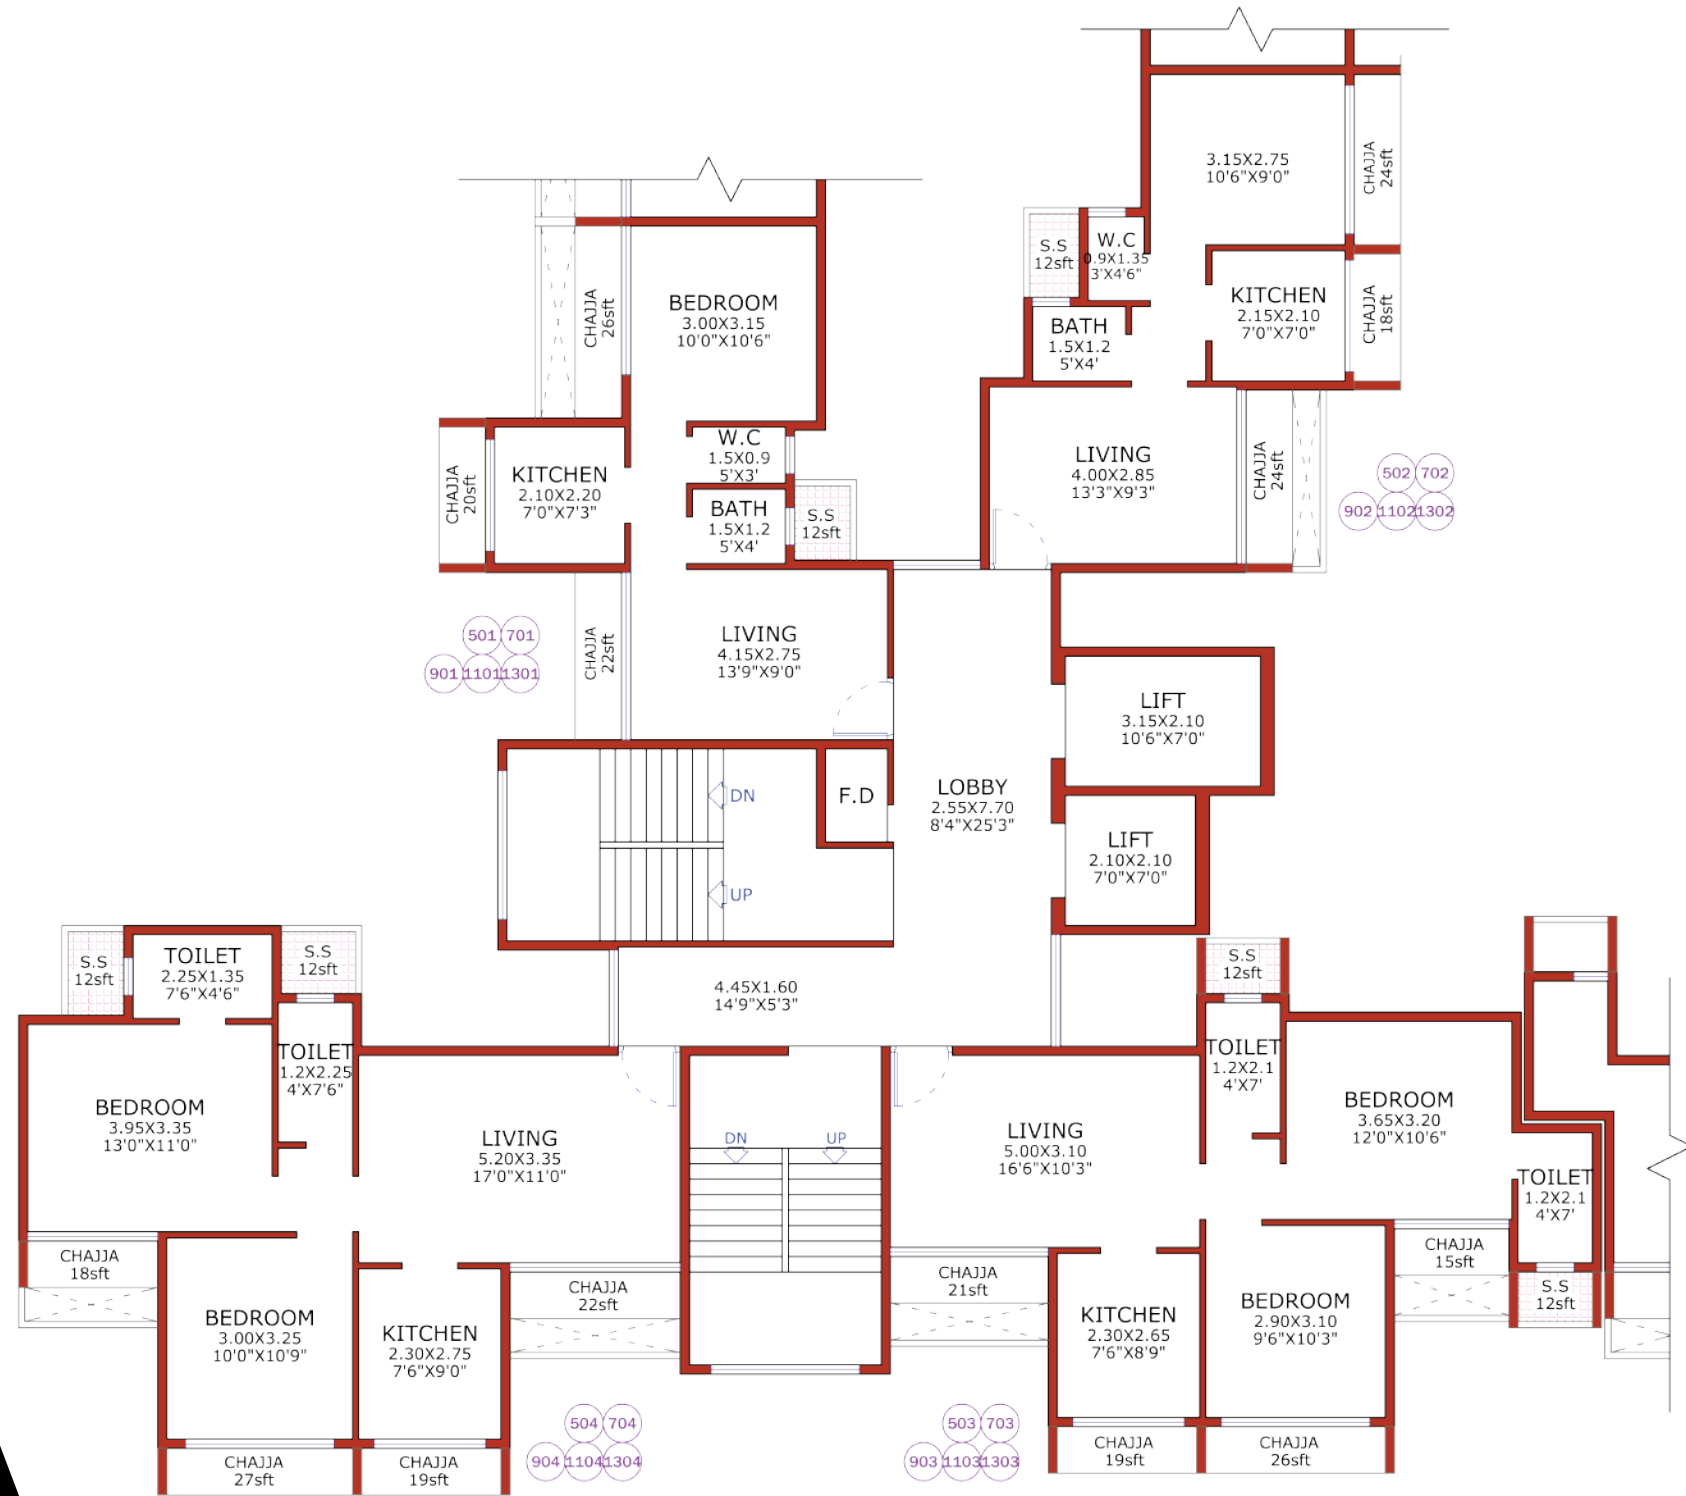 3.15X2.75
10'6"X9'0"
CHAJJA
24sft
S.S
12sft
W.C
0.9X1.35
3'X4'6"
KITCHEN
2.15X2.10
7'0"X7'0"
CHAJJA
18sft
BATH
1.5X1.2
5'X4'
LIVING
4.00X2.85
13'3"X9'3"
CHAJJA
24sft
502 702
902 1102 1302
BEDROOM
3.00X3.15
10'0"X10'6"
CHAJJA
26sft
W.C
1.5X0.9
5'X3'
KITCHEN
2.10X2.20
7'0"X7'3"
CHAJJA
20sft
BATH
1.5X1.2
5'X4'
S.S
12sft
LIVING
4.15X2.75
13'9"X9'0"
CHAJJA
22sft
501 701
901 1101 1301
LIFT
3.15X2.10
10'6"X7'0"
LOBBY
2.55X7.70
8'4"X25'3"
F.D
DN
UP
LIFT
2.10X2.10
7'0"X7'0"
4.45X1.60
14'9"X5'3"
S.S
12sft
TOILET
2.25X1.35
7'6"X4'6"
S.S
12sft
TOILET
1.2X2.25
4'X7'6"
BEDROOM
3.95X3.35
13'0"X11'0"
LIVING
5.20X3.35
17'0"X11'0"
CHAJJA
18sft
BEDROOM
3.00X3.25
10'0"X10'9"
KITCHEN
2.30X2.75
7'6"X9'0"
CHAJJA
22sft
CHAJJA
27sft
CHAJJA
19sft
504 704
904 1104 1304
DN
UP
LIVING
5.00X3.10
16'6"X10'3"
S.S
12sft
TOILET
1.2X2.1
4'X7'
BEDROOM
3.65X3.20
12'0"X10'6"
TOILET
1.2X2.1
4'X7'
CHAJJA
21sft
KITCHEN
2.30X2.65
7'6"X8'9"
BEDROOM
2.90X3.10
9'6"X10'3"
CHAJJA
15sft
S.S
12sft
CHAJJA
19sft
CHAJJA
26sft
503 703
903 1103 1303